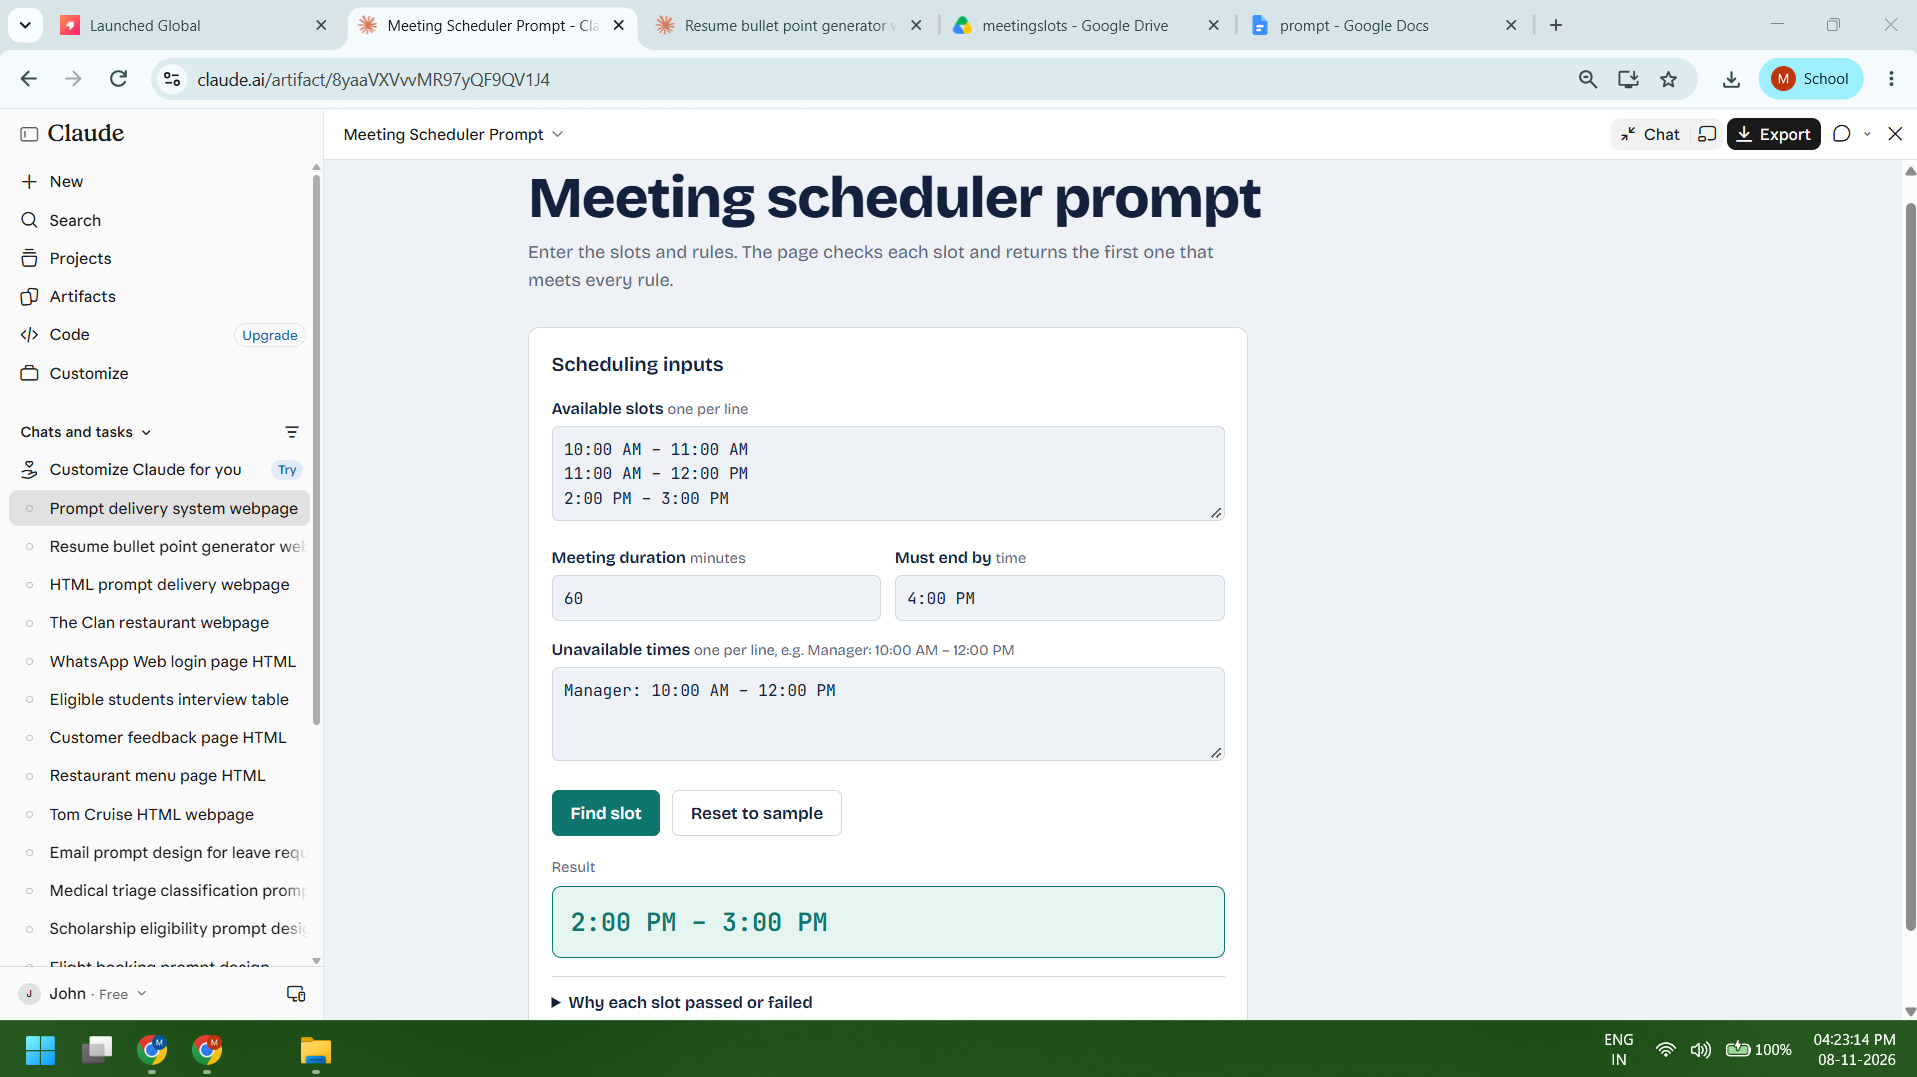 Launched Global
Meeting Scheduler Prompt - Cla
Resume bullet point generator w
meetingslots - Google Drive
prompt - Google Docs
claude.ai/artifact/8yaaVXVvvMR97yQF9QV1J4
M School
Claude
Meeting Scheduler Prompt
Chat
Export
New
Search
Projects
Artifacts
Code Upgrade
Customize
Chats and tasks
Customize Claude for you Try
Prompt delivery system webpage
Resume bullet point generator web
HTML prompt delivery webpage
The Clan restaurant webpage
WhatsApp Web login page HTML
Eligible students interview table
Customer feedback page HTML
Restaurant menu page HTML
Tom Cruise HTML webpage
Email prompt design for leave requ
Medical triage classification promp
Scholarship eligibility prompt desig
Flight booking prompt design
J John · Free
Meeting scheduler prompt
Enter the slots and rules. The page checks each slot and returns the first one that
meets every rule.
Scheduling inputs
Available slots one per line
10:00 AM – 11:00 AM
11:00 AM – 12:00 PM
2:00 PM – 3:00 PM
Meeting duration minutes
Must end by time
60
4:00 PM
Unavailable times one per line, e.g. Manager: 10:00 AM – 12:00 PM
Manager: 10:00 AM – 12:00 PM
Find slot
Reset to sample
Result
2:00 PM – 3:00 PM
Why each slot passed or failed
M
M
ENG
IN
100%
04:23:14 PM
08-11-2026